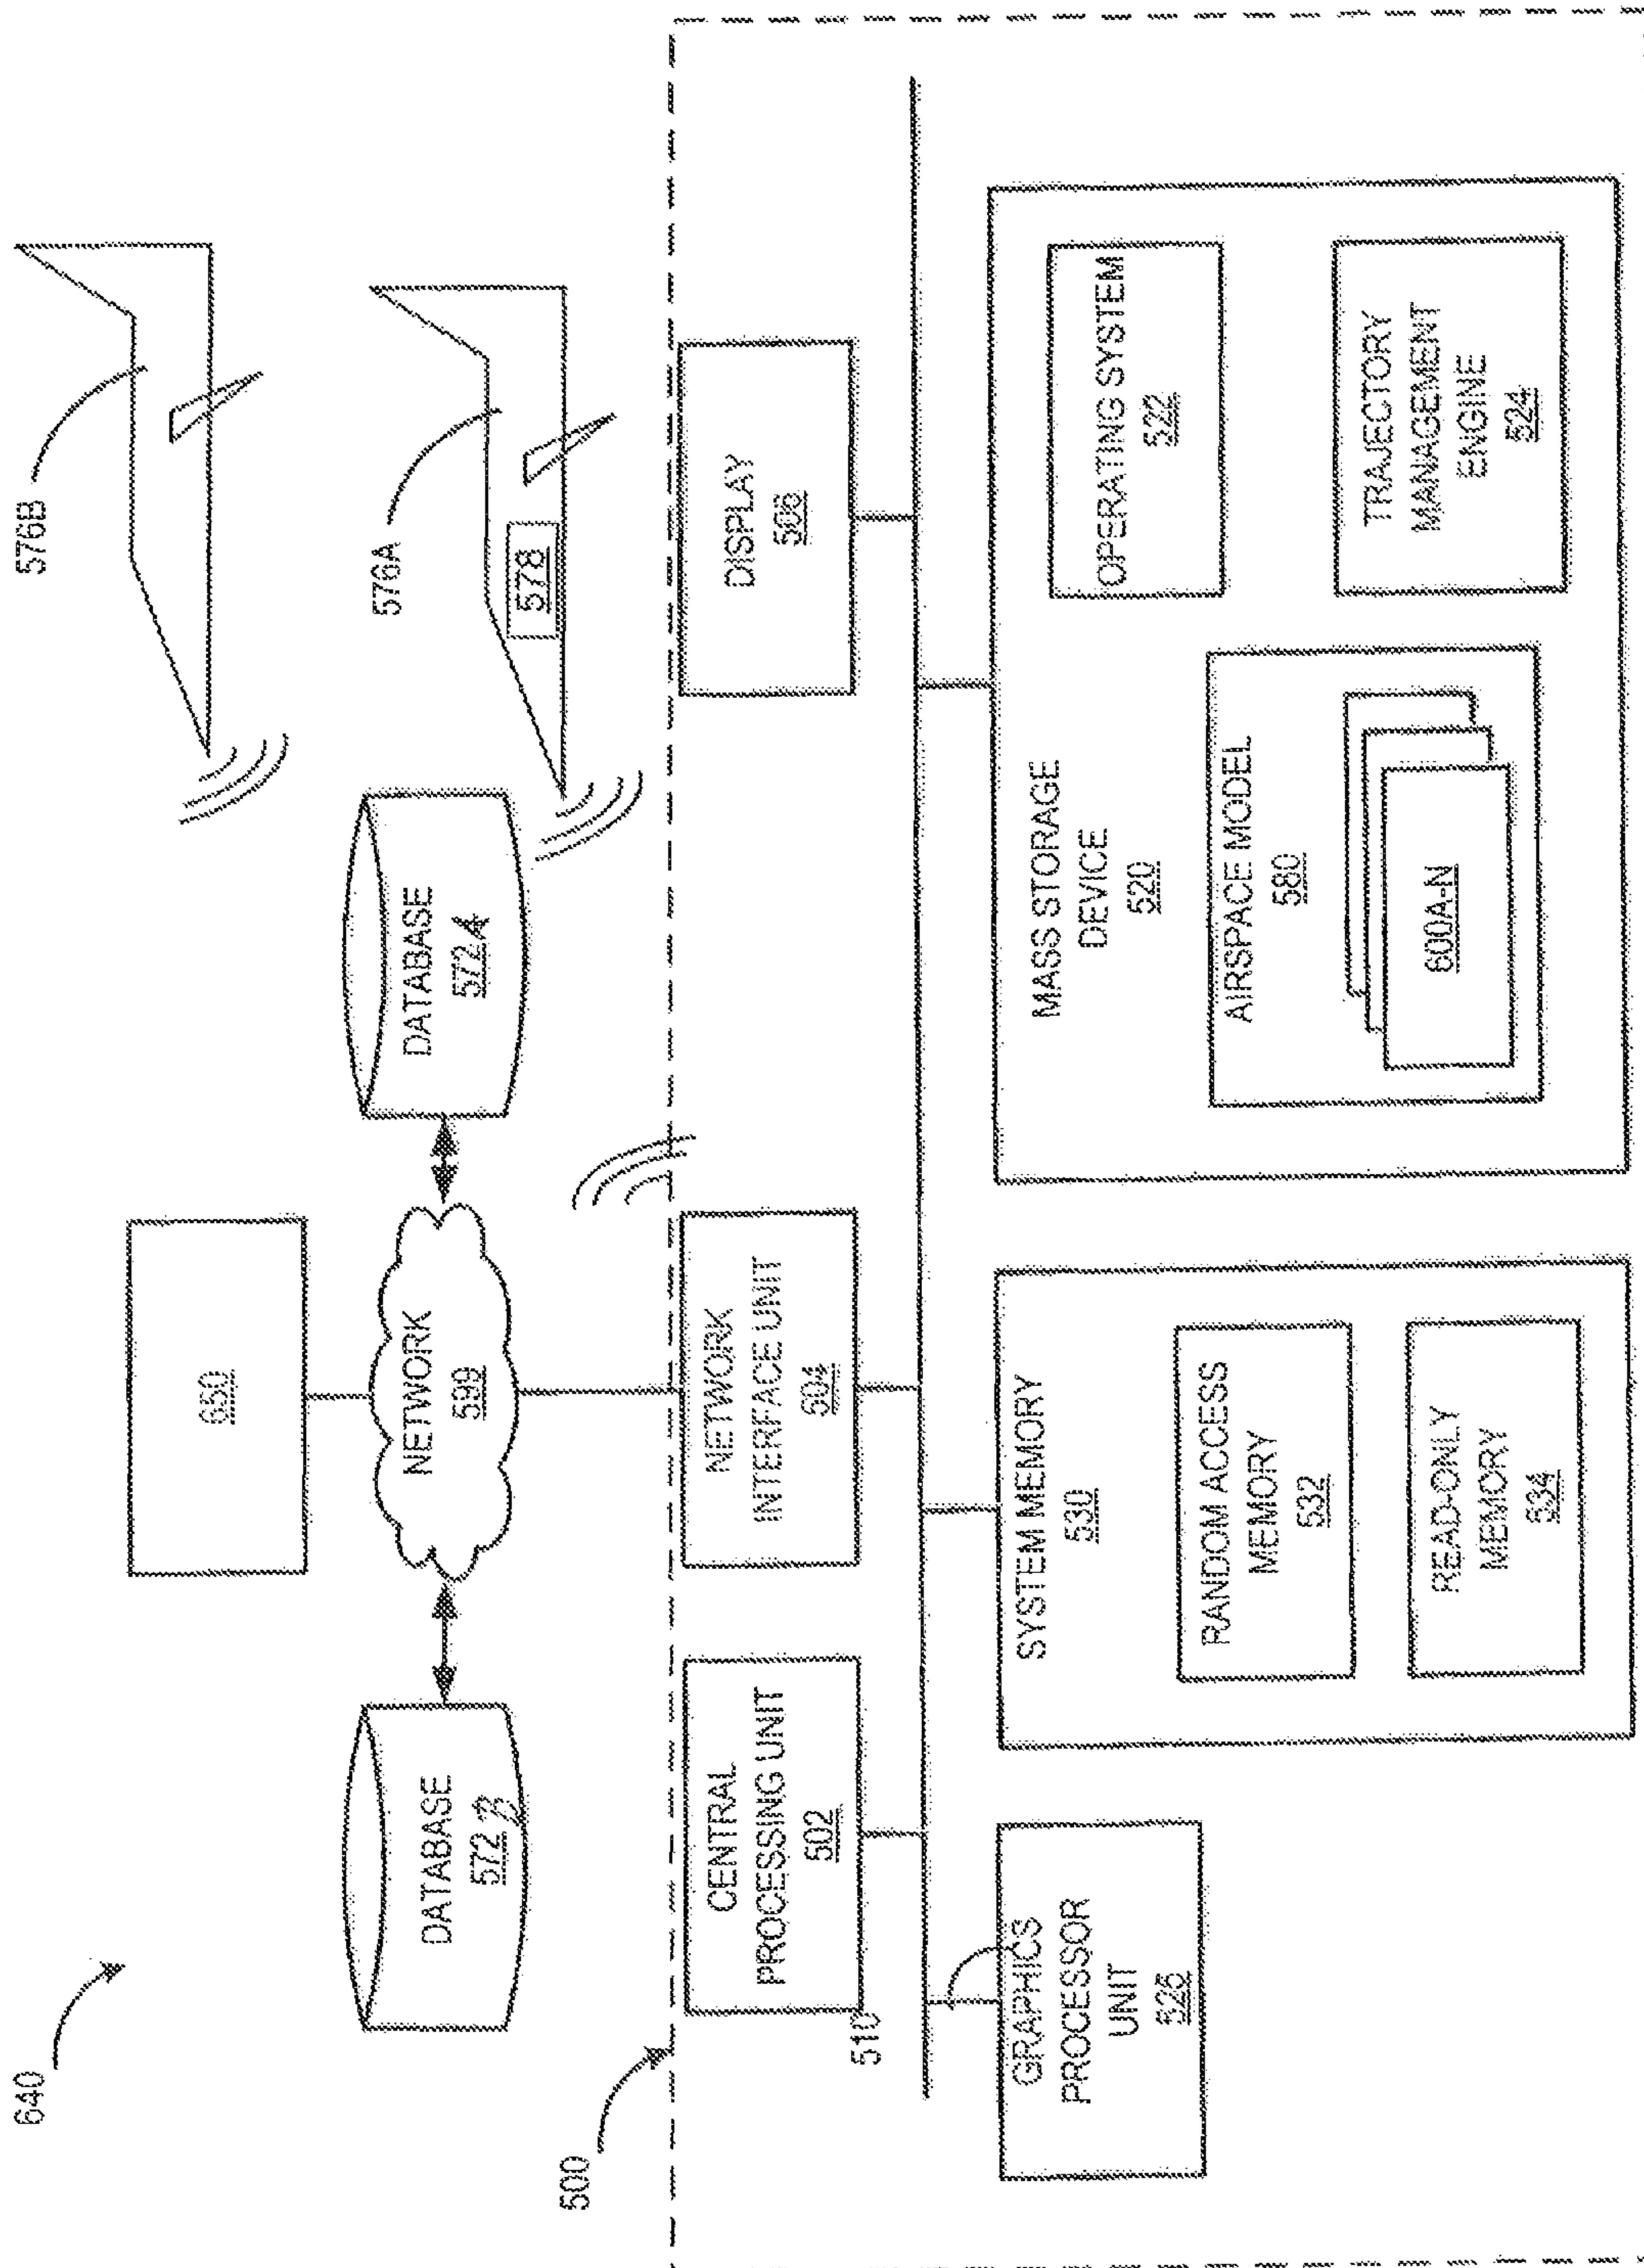 640
576B
650
576A
578
DATABASE
572 B
NETWORK
599
DATABASE
572 A
500
CENTRAL
PROCESSING UNIT
502
NETWORK
INTERFACE UNIT
504
DISPLAY
506
510
GRAPHICS
PROCESSOR
UNIT
525
SYSTEM MEMORY
530
RANDOM ACCESS
MEMORY
532
READ-ONLY
MEMORY
534
MASS STORAGE
DEVICE
520
AIRSPACE MODEL
580
600A-N
OPERATING SYSTEM
522
TRAJECTORY
MANAGEMENT
ENGINE
524